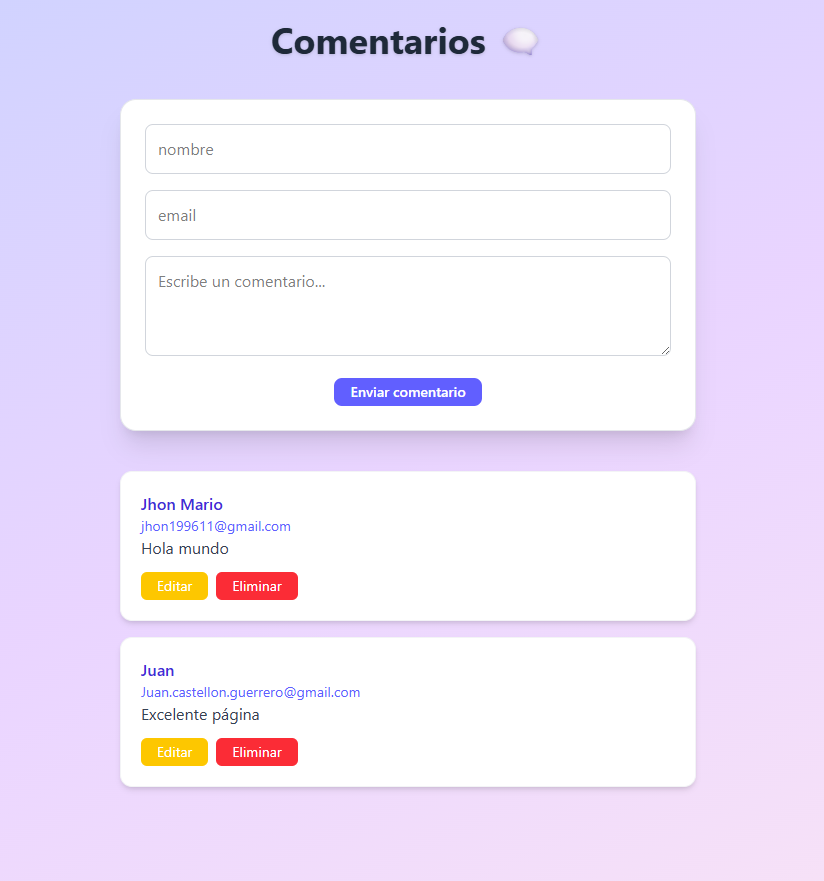 Comentarios 🗨️
nombre
email
Escribe un comentario...
Enviar comentario
Jhon Mario
jhon199611@gmail.com
Hola mundo
Editar Eliminar
Juan
Juan.castellon.guerrero@gmail.com
Excelente página
Editar Eliminar